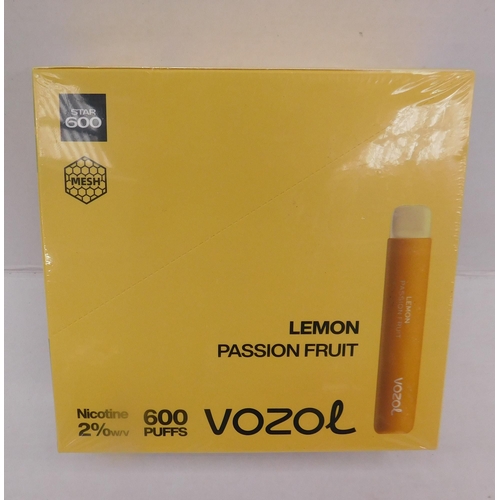 STAR
600
MESH
LEMON
PASSION FRUIT
LEMON
PASSION FRUIT
VOZOL
Nicotine
2%w/v
600
PUFFS
VOZOL